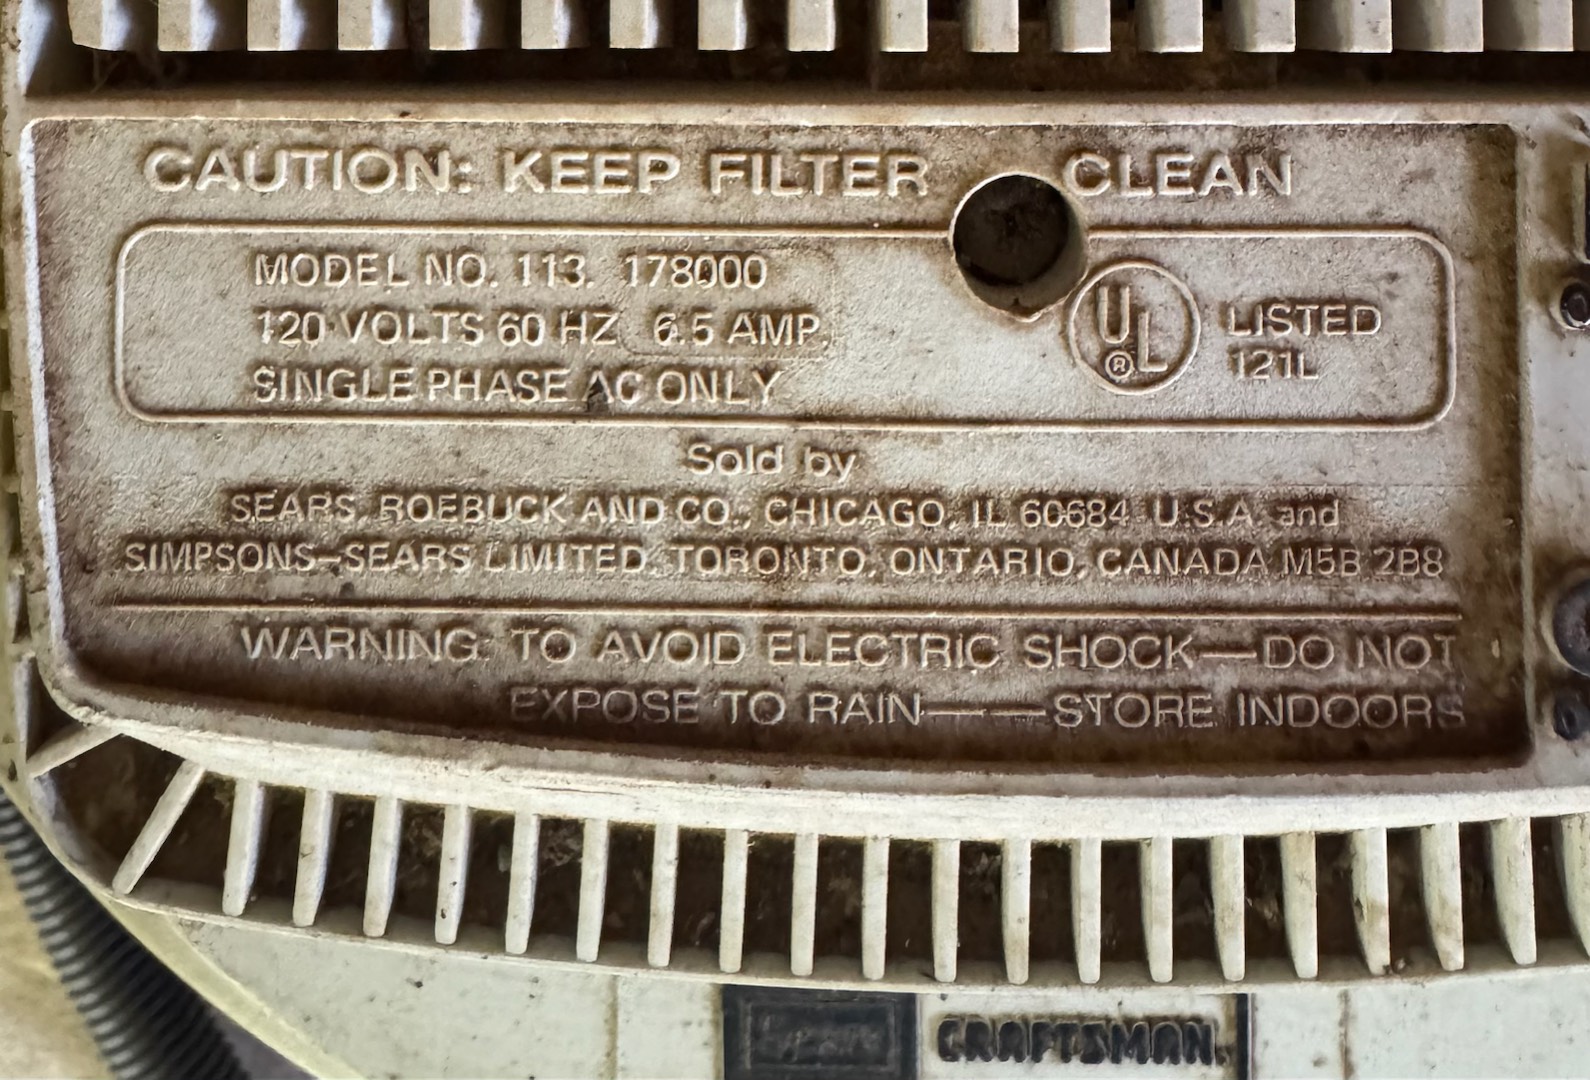 CAUTION: KEEP FILTER CLEAN
MODEL NO. 113. 178000
120 VOLTS 60 HZ 6.5 AMP.
SINGLE PHASE AC ONLY
UL
®
LISTED
121L
Sold by
SEARS, ROEBUCK AND CO., CHICAGO, IL 60684 U.S.A. and
SIMPSONS–SEARS LIMITED, TORONTO, ONTARIO, CANADA M5B 2B8
WARNING: TO AVOID ELECTRIC SHOCK—DO NOT
EXPOSE TO RAIN——STORE INDOORS
CRAFTSMAN